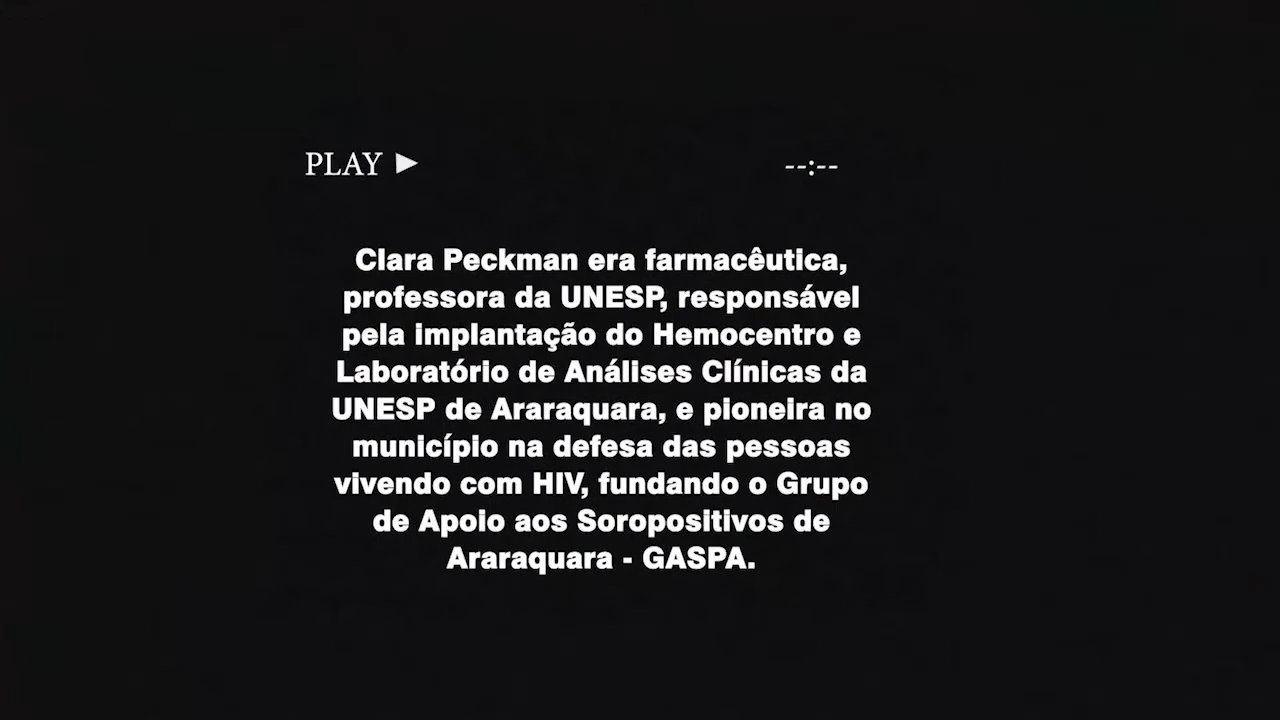 PLAY ►
--:--
Clara Peckman era farmacêutica,
professora da UNESP, responsável
pela implantação do Hemocentro e
Laboratório de Análises Clínicas da
UNESP de Araraquara, e pioneira no
município na defesa das pessoas
vivendo com HIV, fundando o Grupo
de Apoio aos Soropositivos de
Araraquara - GASPA.